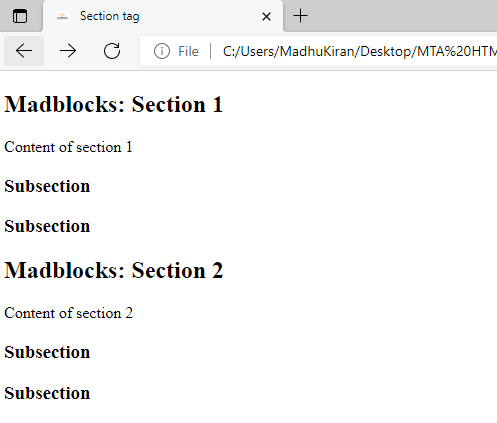 Section tag
File
C:/Users/MadhuKiran/Desktop/MTA%20HTM
Madblocks: Section 1
Content of section 1
Subsection
Subsection
Madblocks: Section 2
Content of section 2
Subsection
Subsection